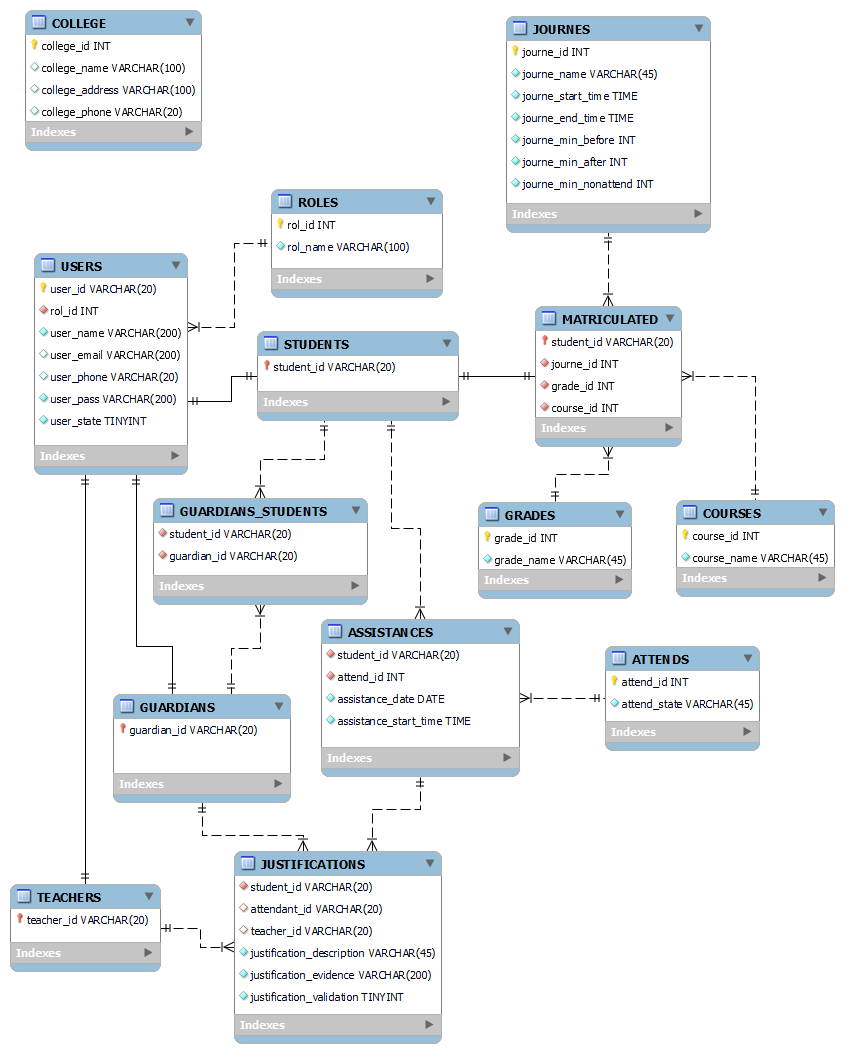 COLLEGE
college_id INT
college_name VARCHAR(100)
college_address VARCHAR(100)
college_phone VARCHAR(20)
Indexes
JOURNES
journe_id INT
journe_name VARCHAR(45)
journe_start_time TIME
journe_end_time TIME
journe_min_before INT
journe_min_after INT
journe_min_nonattend INT
Indexes
ROLES
rol_id INT
rol_name VARCHAR(100)
Indexes
USERS
user_id VARCHAR(20)
rol_id INT
user_name VARCHAR(200)
user_email VARCHAR(200)
user_phone VARCHAR(20)
user_pass VARCHAR(200)
user_state TINYINT
Indexes
STUDENTS
student_id VARCHAR(20)
Indexes
MATRICULATED
student_id VARCHAR(20)
journe_id INT
grade_id INT
course_id INT
Indexes
GUARDIANS_STUDENTS
student_id VARCHAR(20)
guardian_id VARCHAR(20)
Indexes
GRADES
grade_id INT
grade_name VARCHAR(45)
Indexes
COURSES
course_id INT
course_name VARCHAR(45)
Indexes
ASSISTANCES
student_id VARCHAR(20)
attend_id INT
assistance_date DATE
assistance_start_time TIME
Indexes
ATTENDS
attend_id INT
attend_state VARCHAR(45)
Indexes
GUARDIANS
guardian_id VARCHAR(20)
Indexes
JUSTIFICATIONS
student_id VARCHAR(20)
attendant_id VARCHAR(20)
teacher_id VARCHAR(20)
justification_description VARCHAR(45)
justification_evidence VARCHAR(200)
justification_validation TINYINT
Indexes
TEACHERS
teacher_id VARCHAR(20)
Indexes